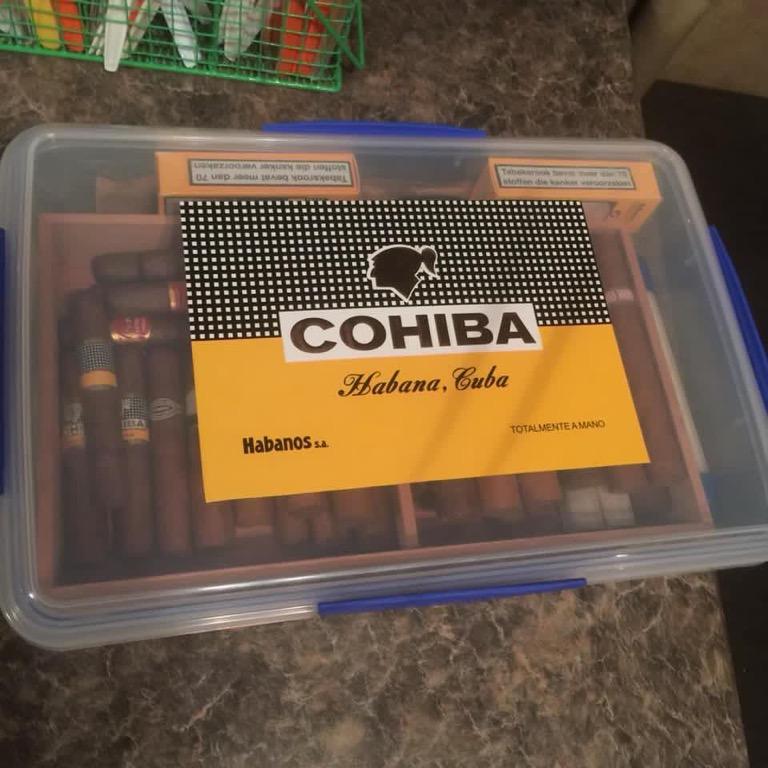 Tabaksrook bevat meer dan 70
stoffen die kanker veroorzaken
Tabaksrook bevat meer dan 70
stoffen die kanker veroorzaken
COHIBA
Habana, Cuba
Habanos s.a.
TOTALMENTE A MANO